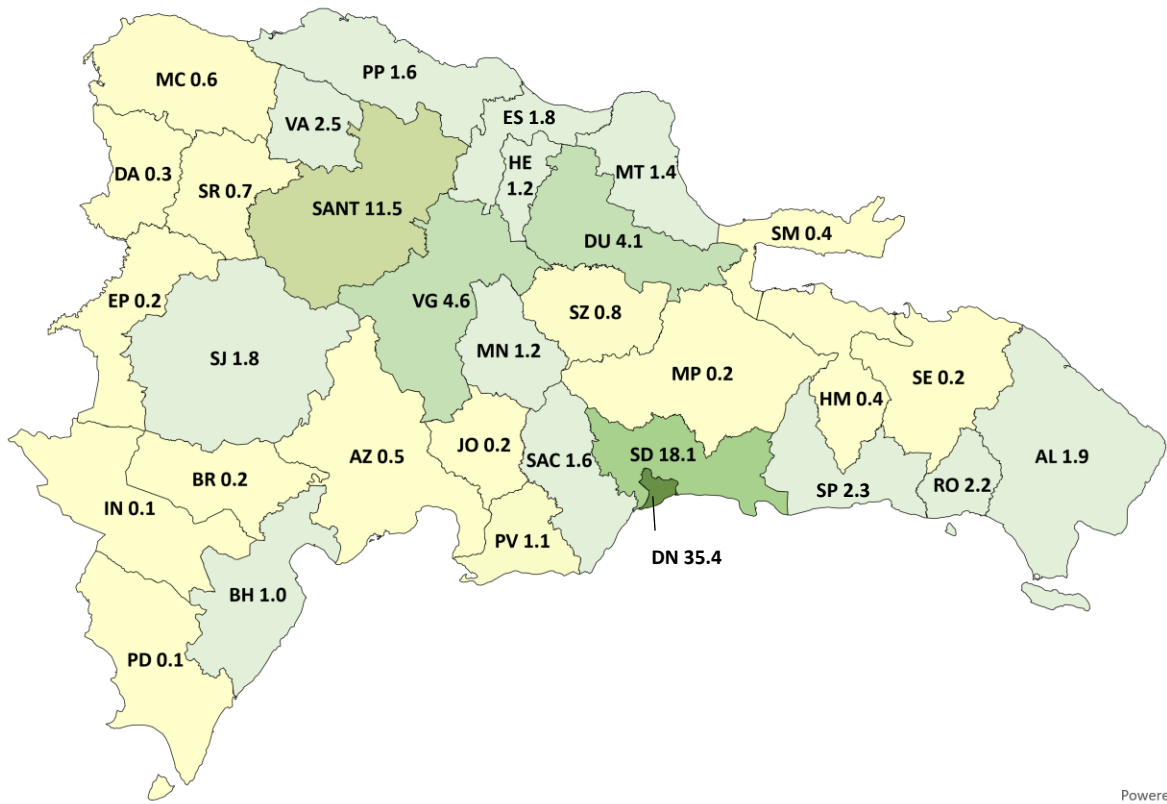 MC 0.6
PP 1.6
ES 1.8
VA 2.5
HE
1.2
MT 1.4
DA 0.3
SR 0.7
SANT 11.5
SM 0.4
DU 4.1
EP 0.2
VG 4.6
SZ 0.8
SJ 1.8
MN 1.2
MP 0.2
SE 0.2
HM 0.4
JO 0.2
AZ 0.5
SAC 1.6
SD 18.1
AL 1.9
BR 0.2
SP 2.3
RO 2.2
IN 0.1
PV 1.1
DN 35.4
BH 1.0
PD 0.1
Powere